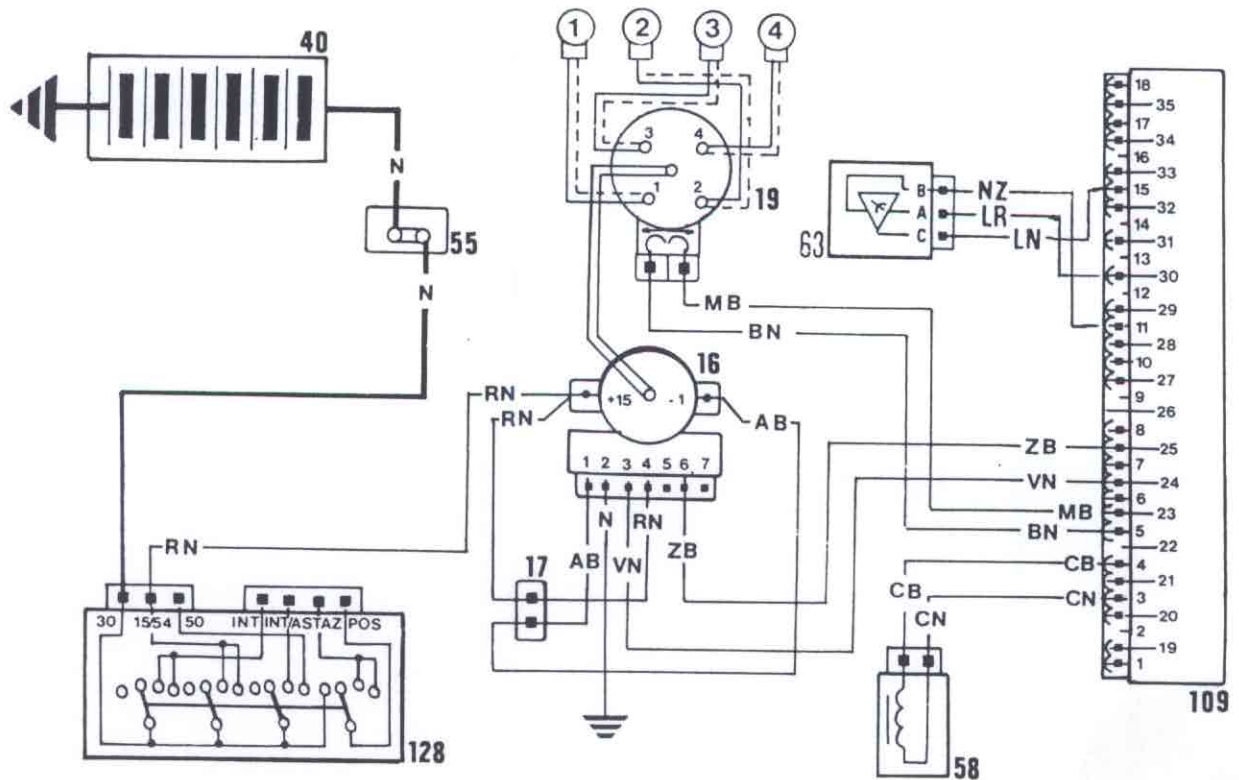 40
N
55
N
1 2 3 4
3 4
1 2
19
MB
BN
16
+15 -1
RN
RN
AB
1 2 3 4 5 6 7
AB N VN RN ZB
17
RN
30 15/54 50 INT INT/A STAZ POS
128
63
B
A
C
NZ
LR
LN
ZB
VN
MB
BN
CB
CN
CB
CN
58
18
35
17
34
16
33
15
32
14
31
13
30
12
29
11
28
10
27
9
26
8
25
7
24
6
23
5
22
4
21
3
20
2
19
1
109